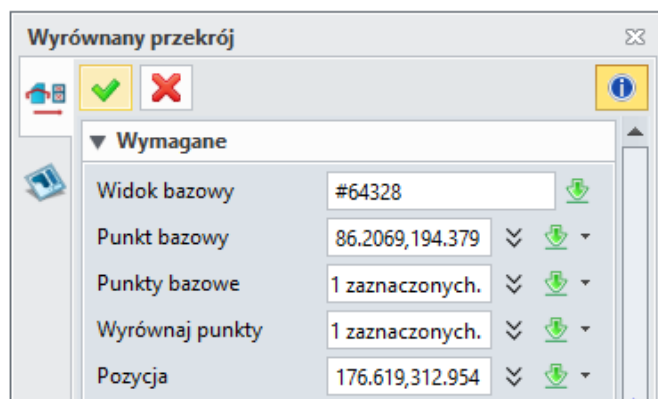 Wyrównany przekrój
Wymagane
Widok bazowy #64328
Punkt bazowy 86.2069,194.379
Punkty bazowe 1 zaznaczonych.
Wyrównaj punkty 1 zaznaczonych.
Pozycja 176.619,312.954